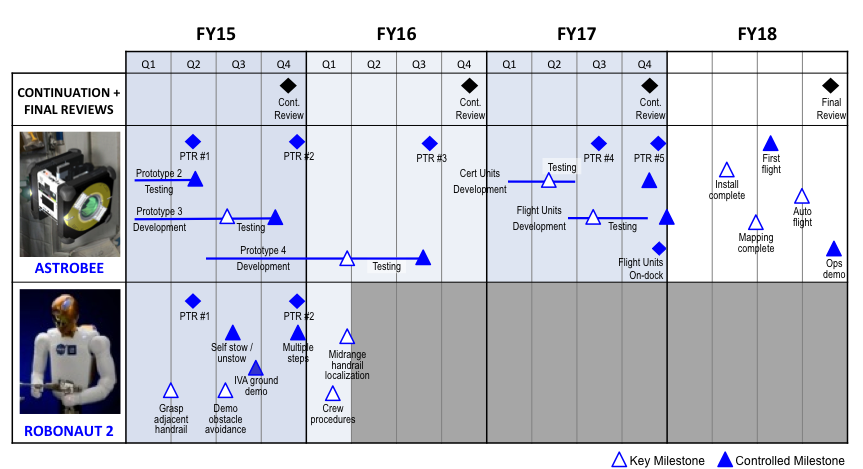 FY15 FY16 FY17 FY18
Q1 Q2 Q3 Q4 Q1 Q2 Q3 Q4 Q1 Q2 Q3 Q4
CONTINUATION +
FINAL REVIEWS
Cont.
Review
Cont.
Review
Cont.
Review
Final
Review
ASTROBEE
PTR #1
PTR #2
PTR #3
PTR #4
PTR #5
Prototype 2
Testing
Prototype 3
Development
Testing
Prototype 4
Development
Testing
Cert Units
Development
Testing
Flight Units
Development
Testing
Flight Units
On-dock
First
flight
Install
complete
Auto
flight
Mapping
complete
Ops
demo
ROBONAUT 2
PTR #1
PTR #2
Self stow /
unstow
Multiple
steps
IVA ground
demo
Grasp
adjacent
handrail
Demo
obstacle
avoidance
Midrange
handrail
localization
Crew
procedures
Key Milestone
Controlled Milestone